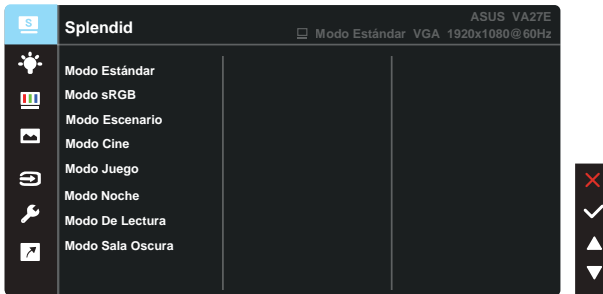 S
Splendid
ASUS VA27E
Modo Estándar VGA 1920x1080@60Hz
Modo Estándar
Modo sRGB
Modo Escenario
Modo Cine
Modo Juego
Modo Noche
Modo De Lectura
Modo Sala Oscura